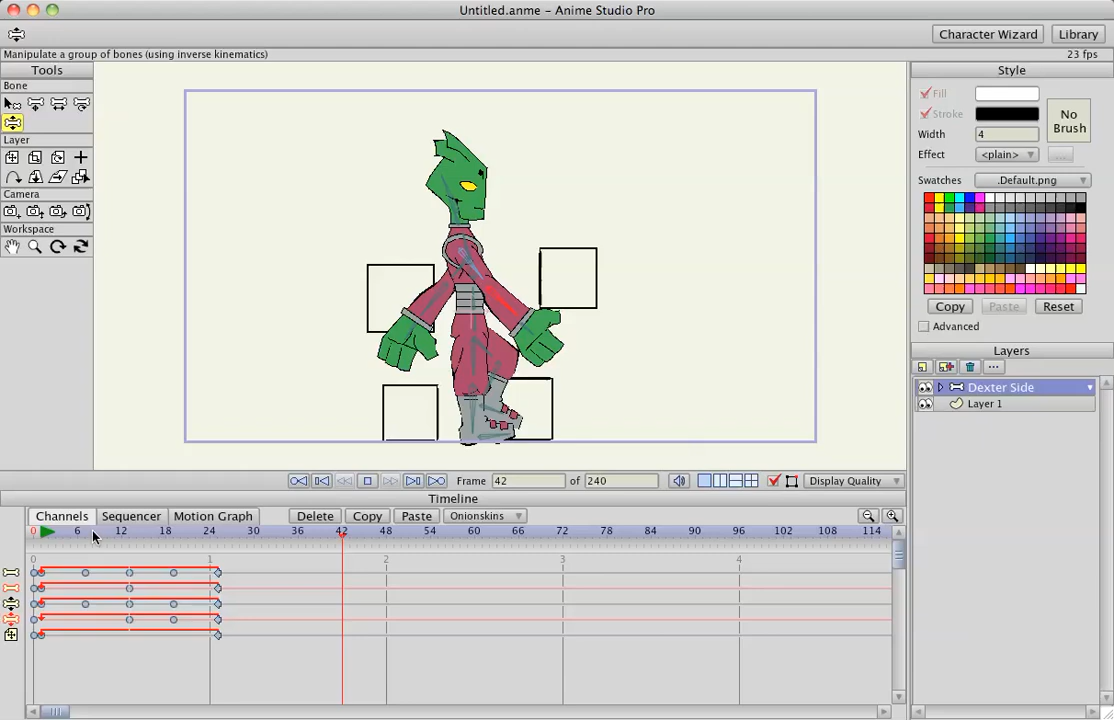 Untitled.anme – Anime Studio Pro
Character Wizard
Library
Manipulate a group of bones (using inverse kinematics)
23 fps
Tools
Bone
Layer
Camera
Workspace
Style
Fill
Stroke
No Brush
Width
4
Effect
<plain>
...
Swatches
.Default.png
Copy
Paste
Reset
Advanced
Layers
...
Dexter Side
Layer 1
Frame
42
of
240
Display Quality
Timeline
Channels
Sequencer
Motion Graph
Delete
Copy
Paste
Onionskins
0 6 12 18 24 30 36 42 48 54 60 66 72 78 84 90 96 102 108 114
0 1 2 3 4